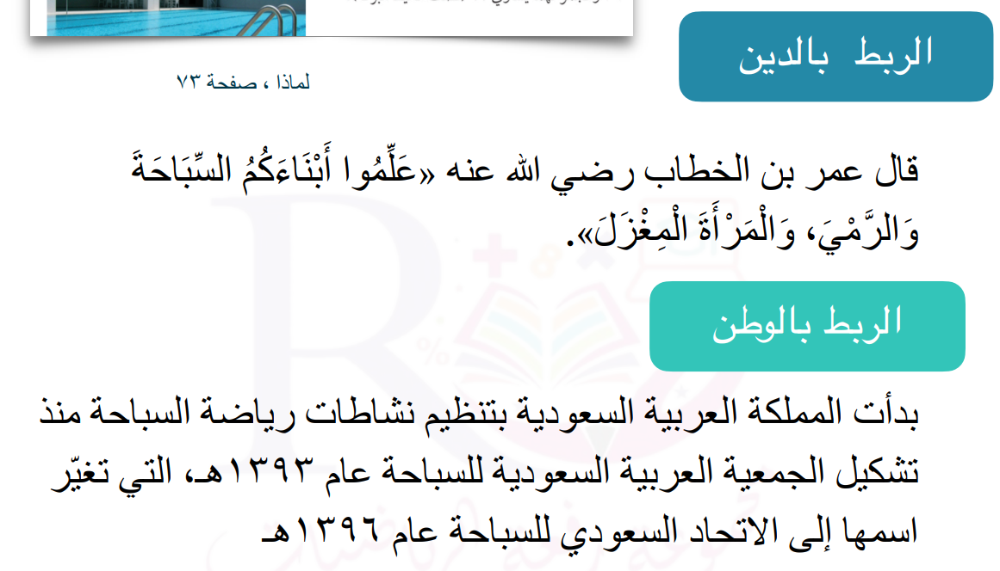 الربط بالدين
لماذا ، صفحة ٧٣
قال عمر بن الخطاب رضي الله عنه «عَلِّمُوا أَبْنَاءَكُمُ السِّبَاحَةَ
وَالرَّمْيَ، وَالْمَرْأَةَ الْمِغْزَلَ».
الربط بالوطن
بدأت المملكة العربية السعودية بتنظيم نشاطات رياضة السباحة منذ
تشكيل الجمعية العربية السعودية للسباحة عام ١٣٩٣هـ، التي تغيّر
اسمها إلى الاتحاد السعودي للسباحة عام ١٣٩٦هـ